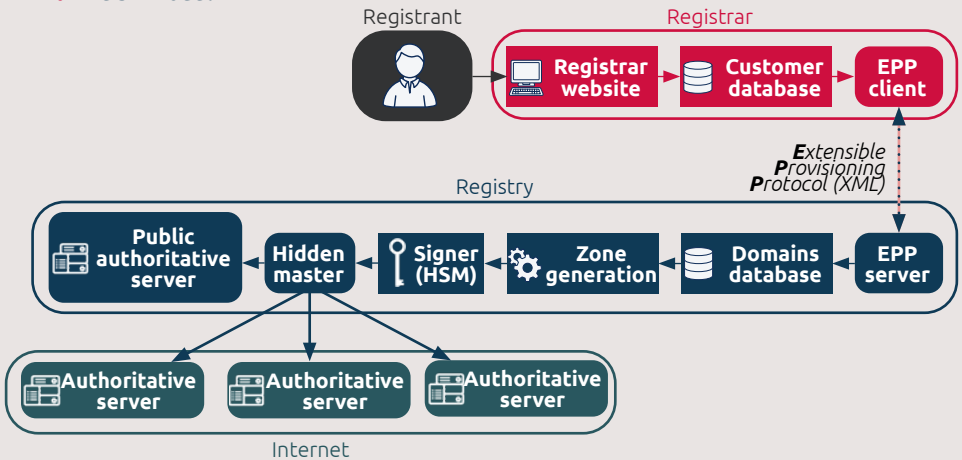 Registrant
Registrar
Registrar
website
Customer
database
EPP
client
Extensible
Provisioning
Protocol (XML)
Registry
Public
authoritative
server
Hidden
master
Signer
(HSM)
Zone
generation
Domains
database
EPP
server
Authoritative
server
Authoritative
server
Authoritative
server
Internet